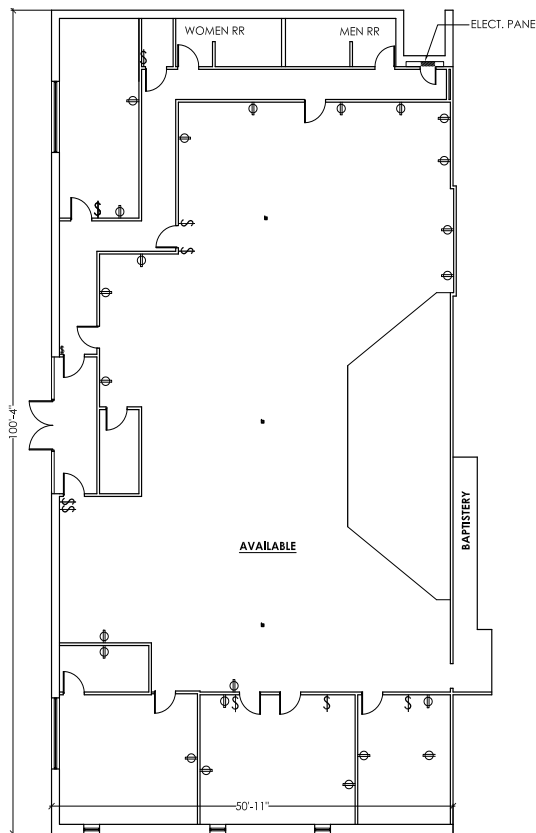 WOMEN RR
MEN RR
ELECT. PANE
100'-4"
AVAILABLE
BAPTISTERY
50'-11"